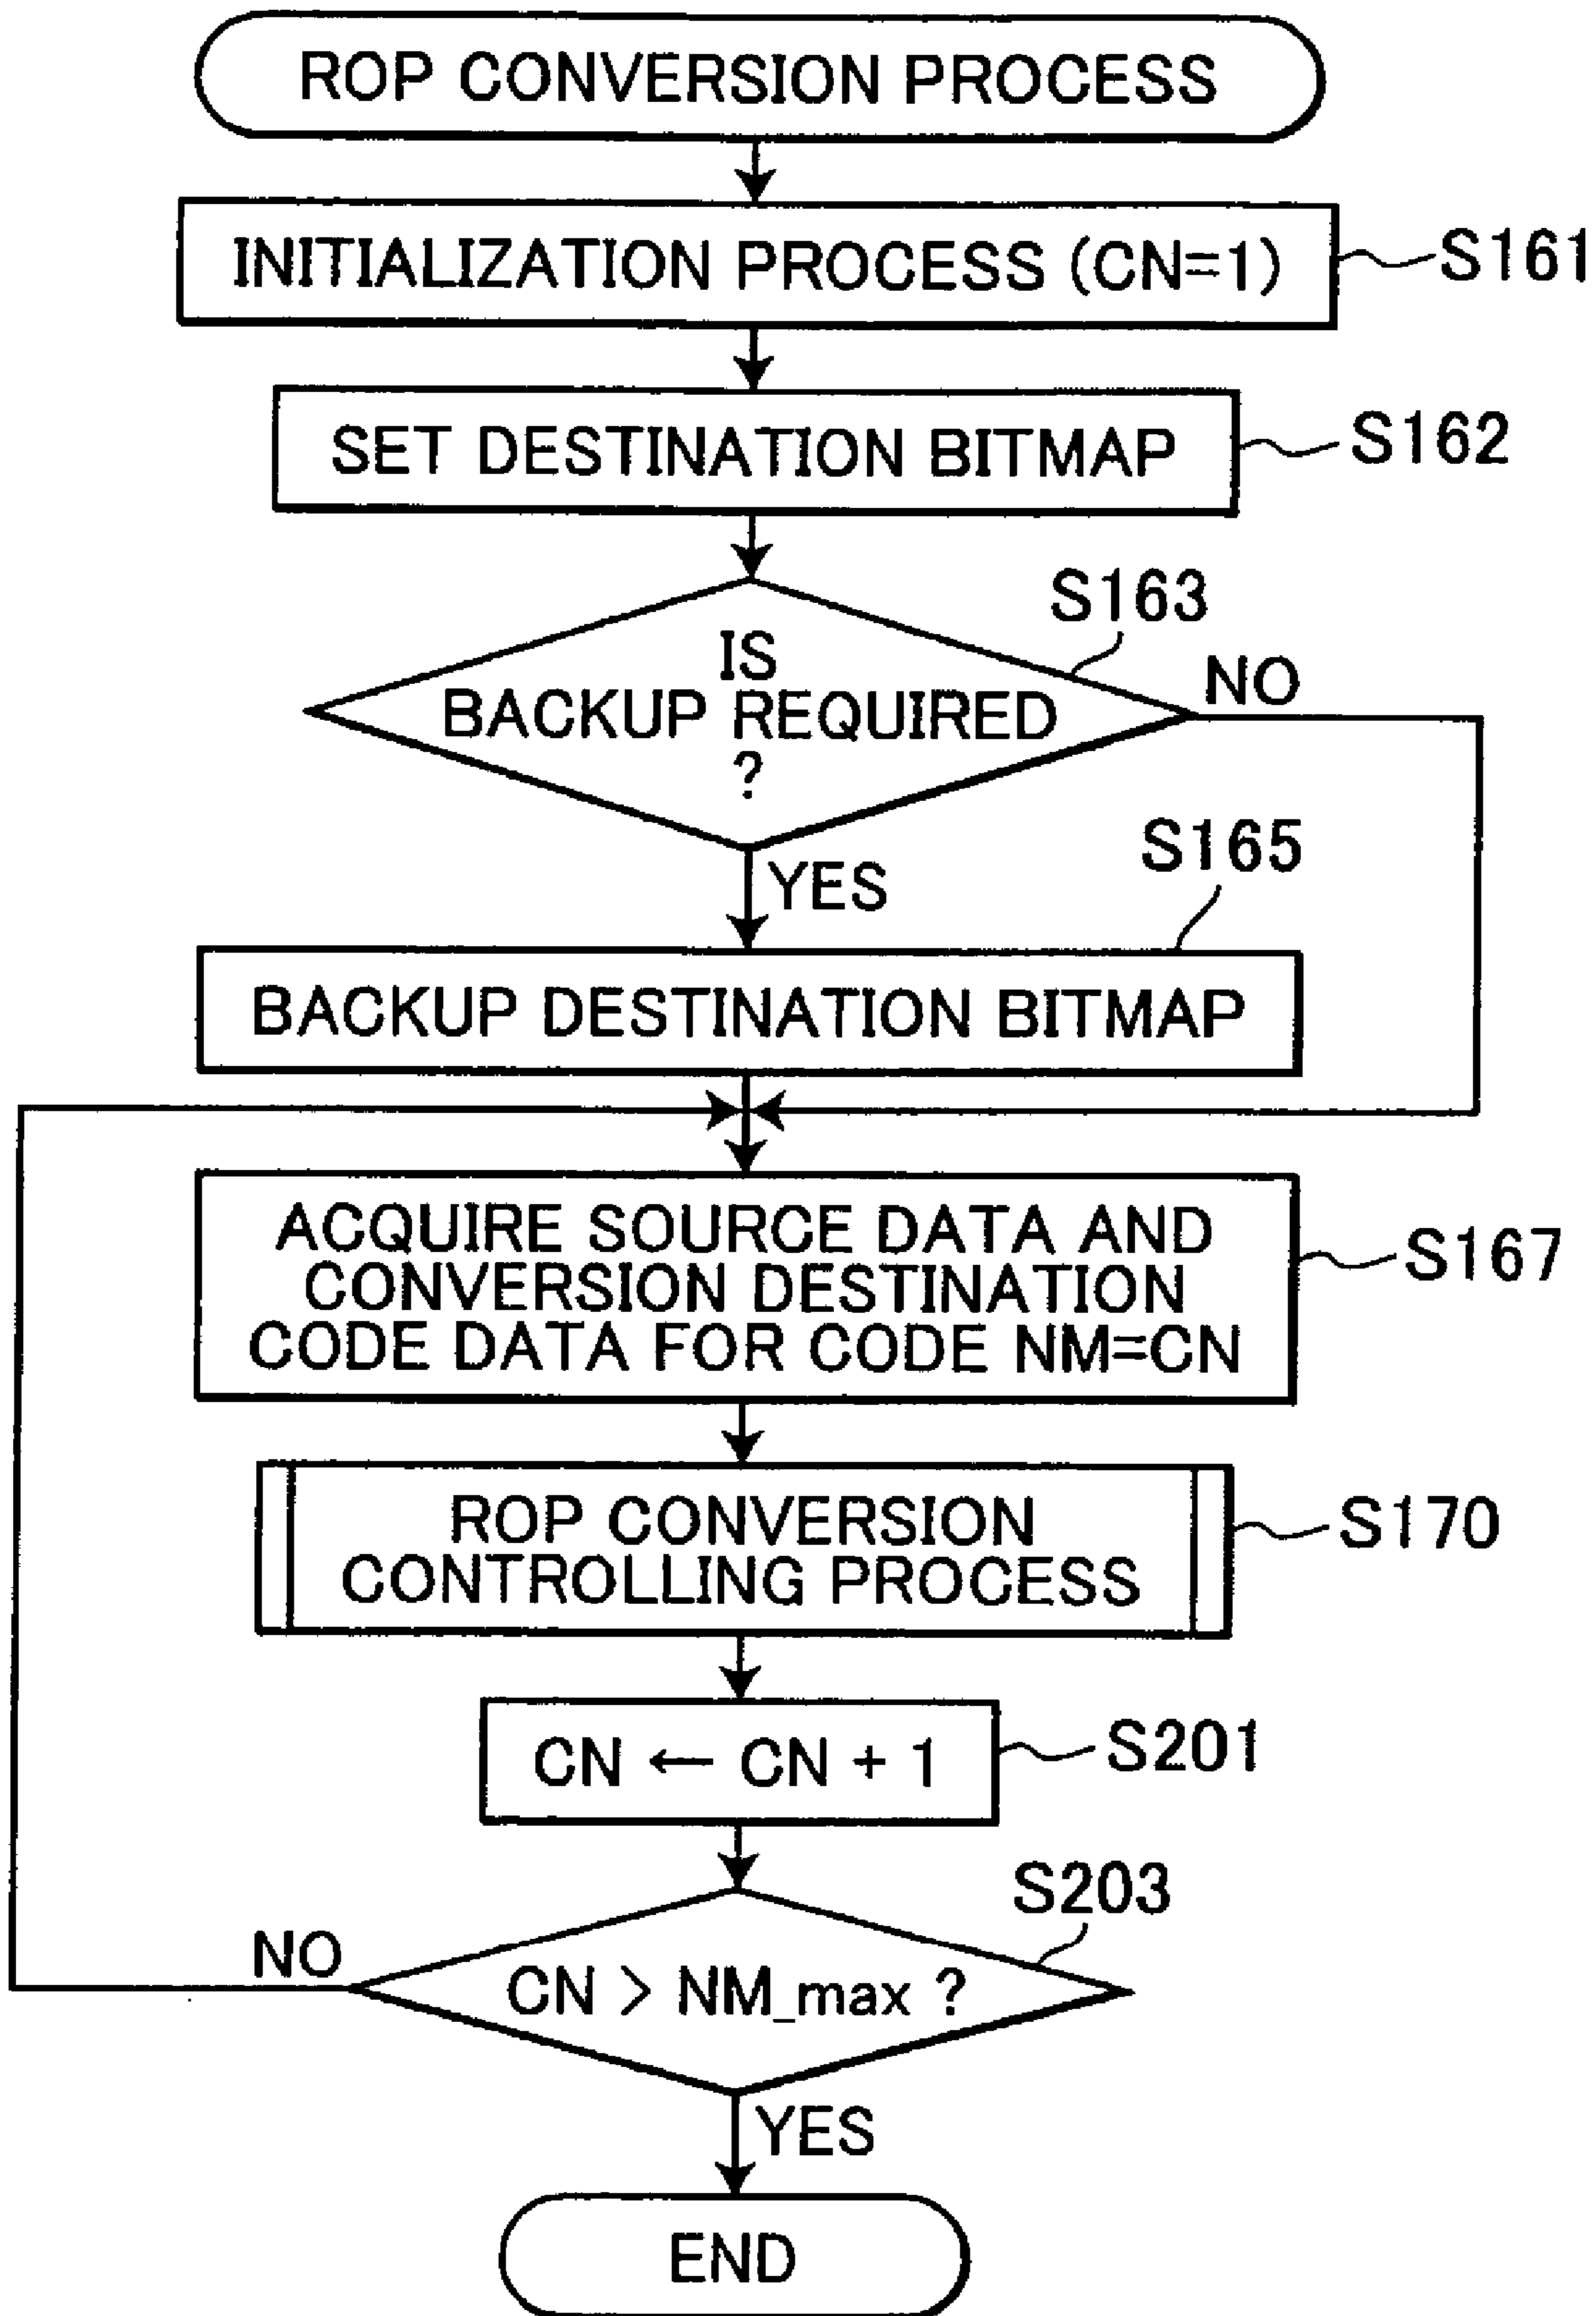 ROP CONVERSION PROCESS
INITIALIZATION PROCESS (CN=1)
S161
SET DESTINATION BITMAP
S162
S163
IS
BACKUP REQUIRED
?
NO
YES
S165
BACKUP DESTINATION BITMAP
ACQUIRE SOURCE DATA AND
CONVERSION DESTINATION
CODE DATA FOR CODE NM=CN
S167
ROP CONVERSION
CONTROLLING PROCESS
S170
CN ← CN + 1
S201
S203
NO
CN > NM_max ?
YES
END